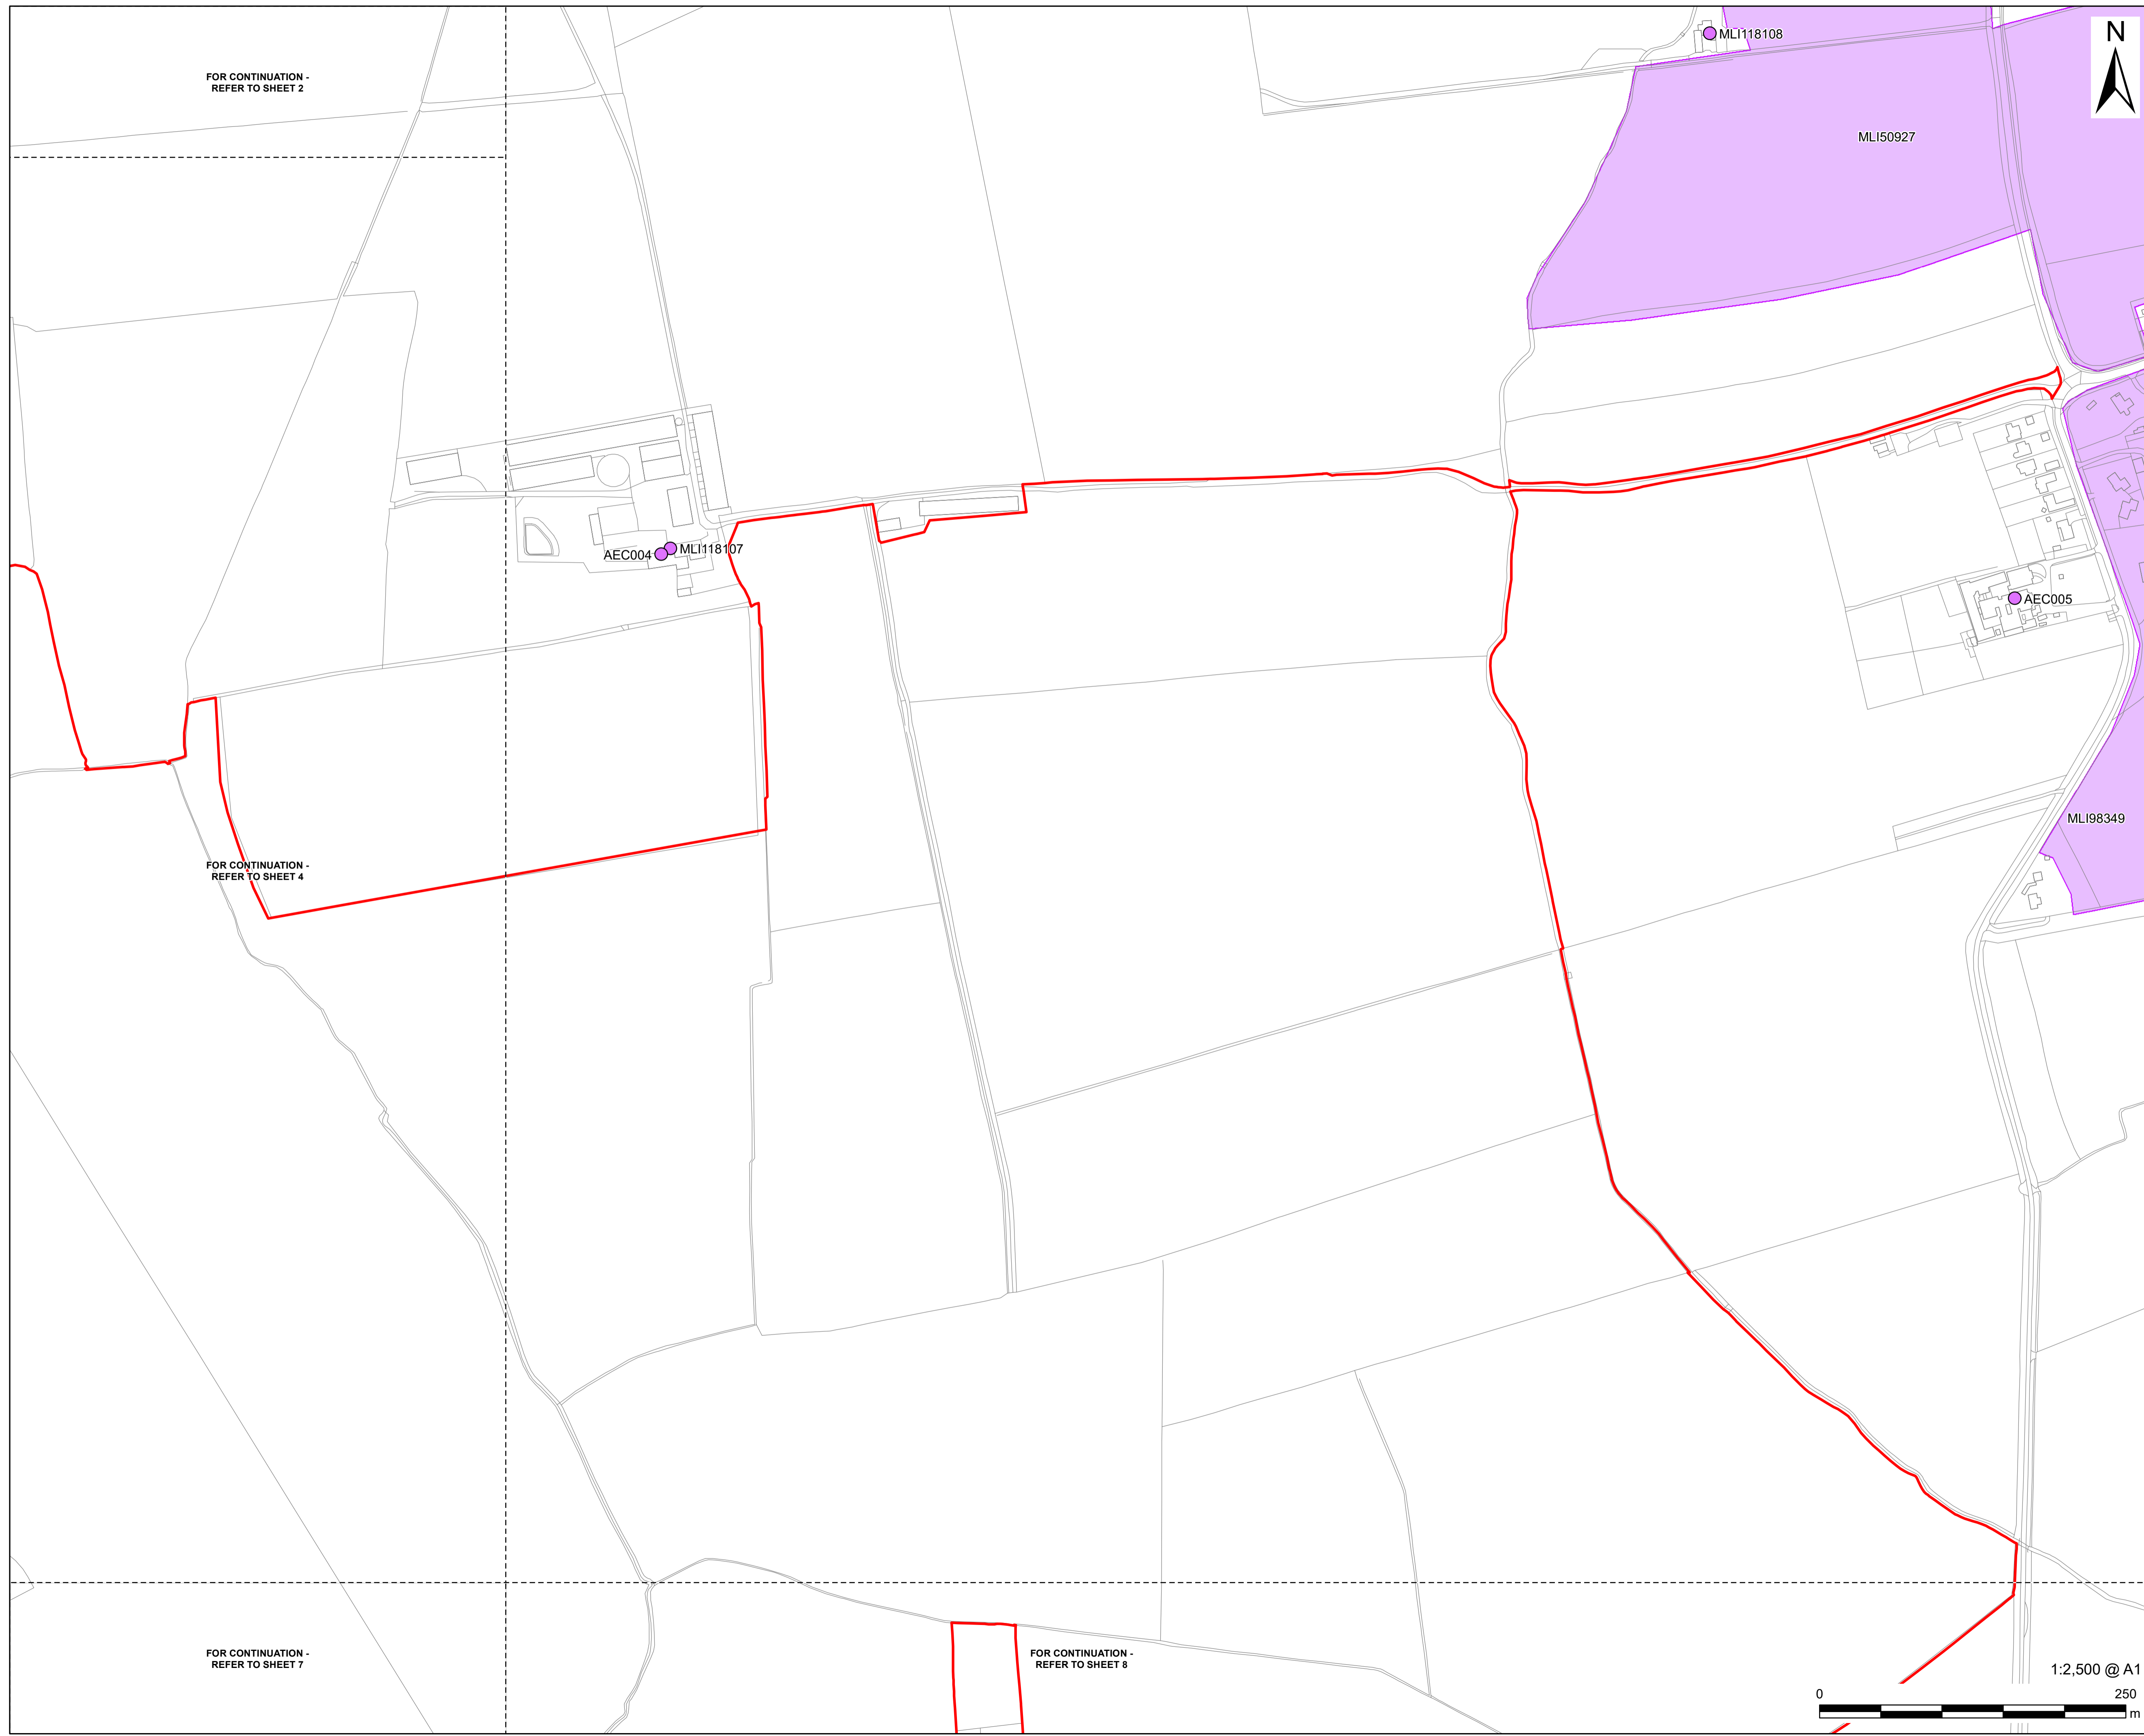 MLI118108
N
FOR CONTINUATION -
REFER TO SHEET 2
MLI50927
AEC004
MLI118107
AEC005
MLI98349
FOR CONTINUATION -
REFER TO SHEET 4
FOR CONTINUATION -
REFER TO SHEET 7
FOR CONTINUATION -
REFER TO SHEET 8
1:2,500 @ A1
0 250
m